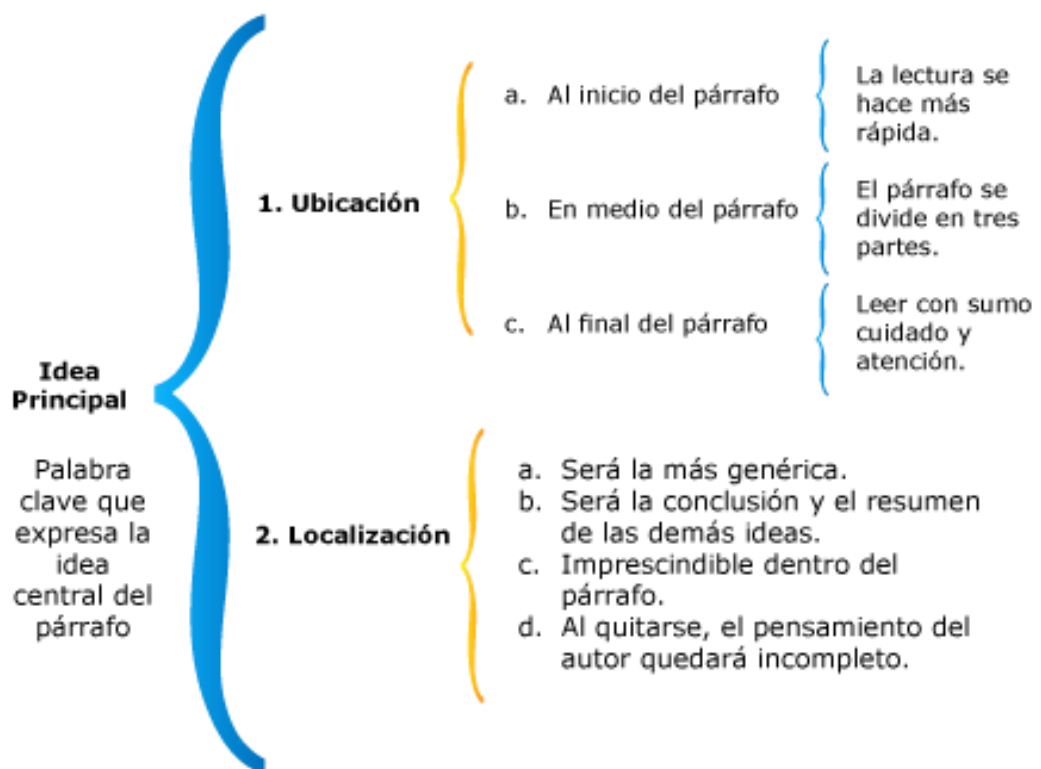 Idea
Principal
Palabra
clave que
expresa la
idea
central del
párrafo
1. Ubicación
a. Al inicio del párrafo
La lectura se
hace más
rápida.
b. En medio del párrafo
El párrafo se
divide en tres
partes.
c. Al final del párrafo
Leer con sumo
cuidado y
atención.
2. Localización
a. Será la más genérica.
b. Será la conclusión y el resumen
de las demás ideas.
c. Imprescindible dentro del
párrafo.
d. Al quitarse, el pensamiento del
autor quedará incompleto.